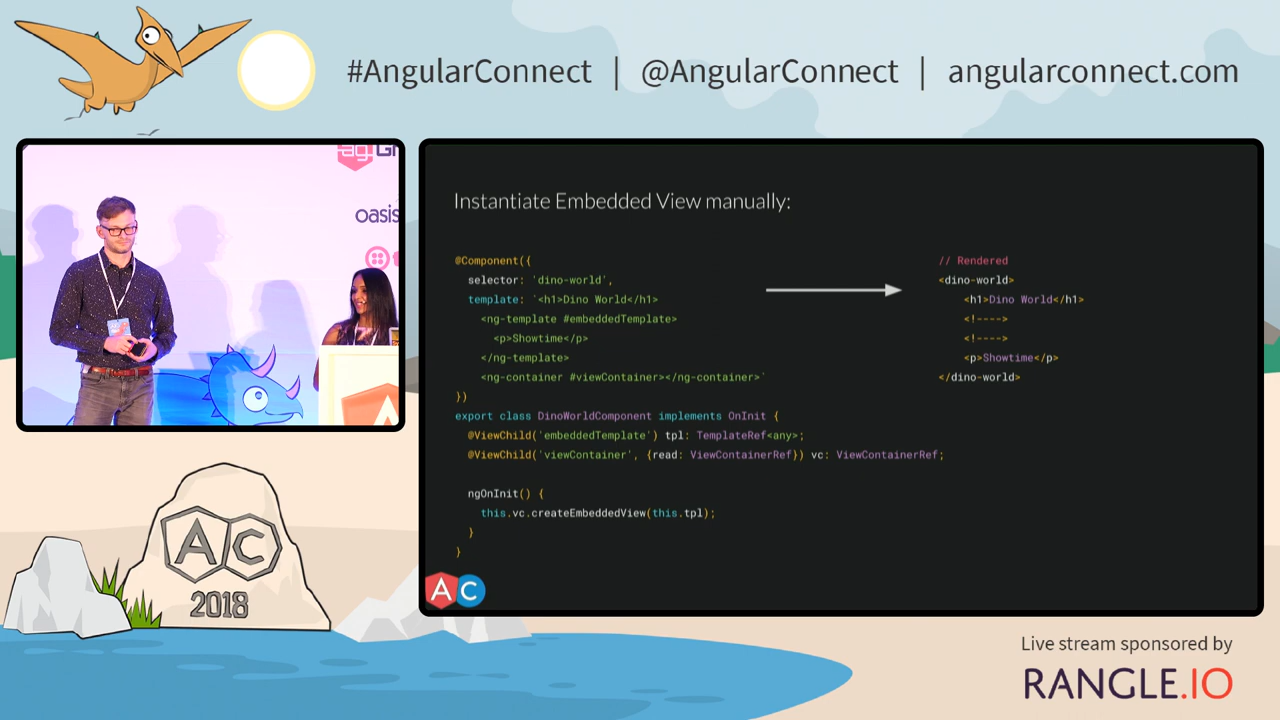 #AngularConnect | @AngularConnect | angularconnect.com
oasis
Instantiate Embedded View manually:
@Component({
  selector: 'dino-world',
  template: `<h1>Dino World</h1>
    <ng-template #embeddedTemplate>
      <p>Showtime</p>
    </ng-template>
    <ng-container #viewContainer></ng-container>`
})
export class DinoWorldComponent implements OnInit {
  @ViewChild('embeddedTemplate') tpl: TemplateRef<any>;
  @ViewChild('viewContainer', {read: ViewContainerRef}) vc: ViewContainerRef;
  ngOnInit() {
    this.vc.createEmbeddedView(this.tpl);
  }
}
// Rendered
<dino-world>
    <h1>Dino World</h1>
    <!---->
    <!---->
    <p>Showtime</p>
</dino-world>
AC
AC
2018
Live stream sponsored by
RANGLE.IO